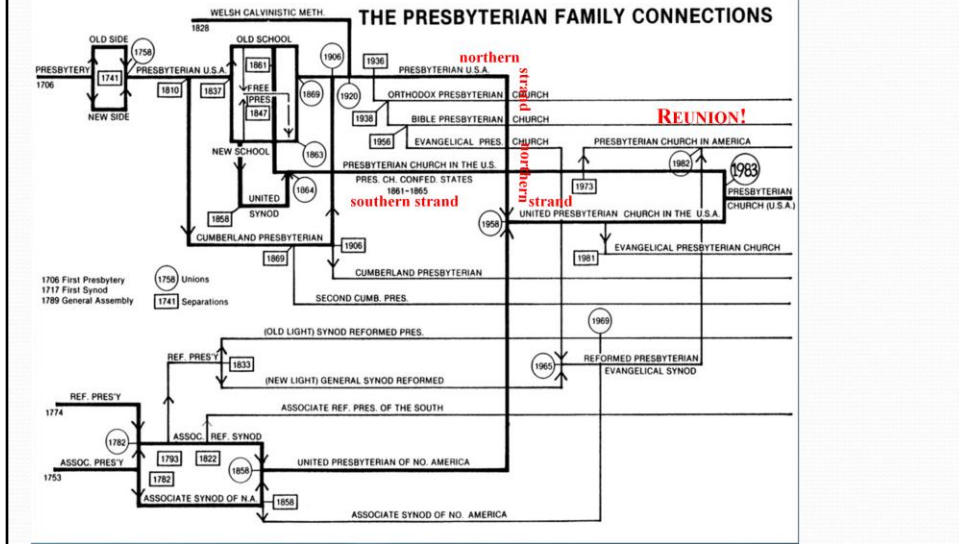 THE PRESBYTERIAN FAMILY CONNECTIONS
WELSH CALVINISTIC METH.
1828
OLD SIDE
1758
OLD SCHOOL
1906
1936
northern
PRESBYTERY
1706
1741
PRESBYTERIAN U.S.A.
1810
1837
1861
FREE
PRES.
1847
1869
1920
PRESBYTERIAN U.S.A.
strand
NEW SIDE
ORTHODOX PRESBYTERIAN CHURCH
1938
BIBLE PRESBYTERIAN CHURCH
REUNION!
1956
EVANGELICAL PRES. CHURCH
PRESBYTERIAN CHURCH IN AMERICA
NEW SCHOOL
1863
1982
1983
PRESBYTERIAN CHURCH IN THE U.S.
northern
PRES. CH. CONFED. STATES
1861-1865
1973
1864
UNITED
SYNOD
1858
southern strand
strand
PRESBYTERIAN
CHURCH (U.S.A.)
1958
UNITED PRESBYTERIAN CHURCH IN THE U.S.A.
CUMBERLAND PRESBYTERIAN
1906
1869
1981
EVANGELICAL PRESBYTERIAN CHURCH
CUMBERLAND PRESBYTERIAN
1706 First Presbytery
1717 First Synod
1789 General Assembly
1758 Unions
1741 Separations
SECOND CUMB. PRES.
1969
(OLD LIGHT) SYNOD REFORMED PRES.
REF. PRES'Y
1833
1965
REFORMED PRESBYTERIAN
EVANGELICAL SYNOD
(NEW LIGHT) GENERAL SYNOD REFORMED
REF. PRES'Y
1774
ASSOCIATE REF. PRES. OF THE SOUTH
1782
ASSOC. REF. SYNOD
1793
1822
ASSOC. PRES'Y
1753
1782
1858
UNITED PRESBYTERIAN OF NO. AMERICA
ASSOCIATE SYNOD OF N.A.
1858
ASSOCIATE SYNOD OF NO. AMERICA